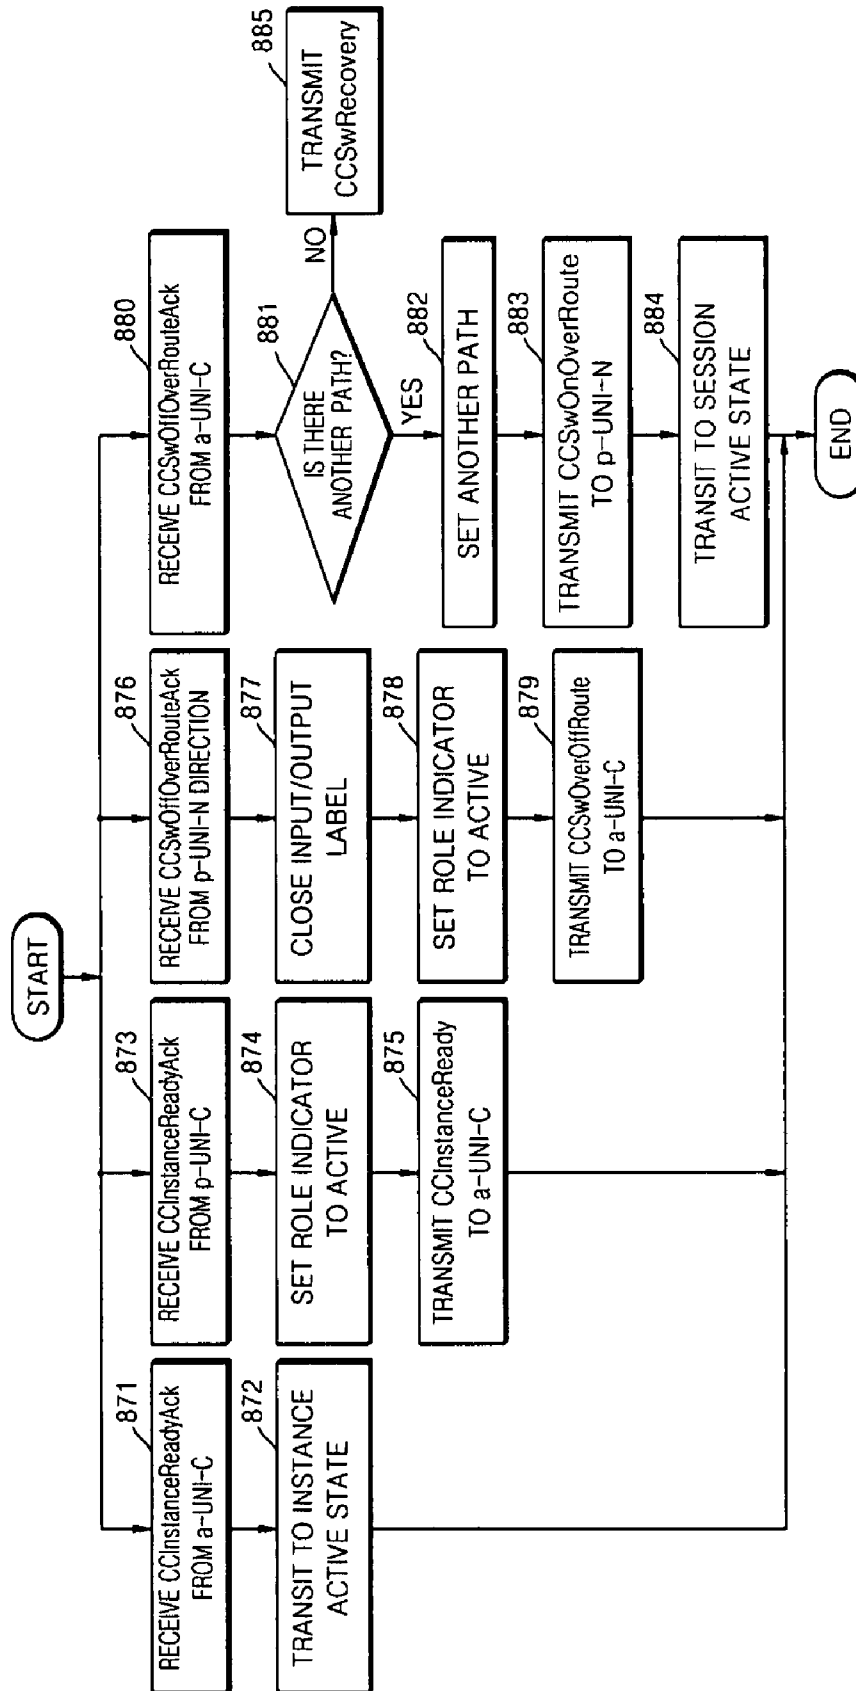 START
871
RECEIVE CCInstanceReadyAck
FROM a-UNI-C
872
TRANSIT TO INSTANCE
ACTIVE STATE
873
RECEIVE CCInstanceReadyAck
FROM p-UNI-C
874
SET ROLE INDICATOR
TO ACTIVE
875
TRANSMIT CCInstanceReady
TO a-UNI-C
876
RECEIVE CCSwOffOverRouteAck
FROM p-UNI-N DIRECTION
877
CLOSE INPUT/OUTPUT
LABEL
878
SET ROLE INDICATOR
TO ACTIVE
879
TRANSMIT CCSwOverOffRoute
TO a-UNI-C
880
RECEIVE CCSwOffOverRouteAck
FROM a-UNI-C
881
IS THERE
ANOTHER PATH?
NO
885
TRANSMIT
CCSwRecovery
YES
882
SET ANOTHER PATH
883
TRANSMIT CCSwOnOverRoute
TO p-UNI-N
884
TRANSIT TO SESSION
ACTIVE STATE
END